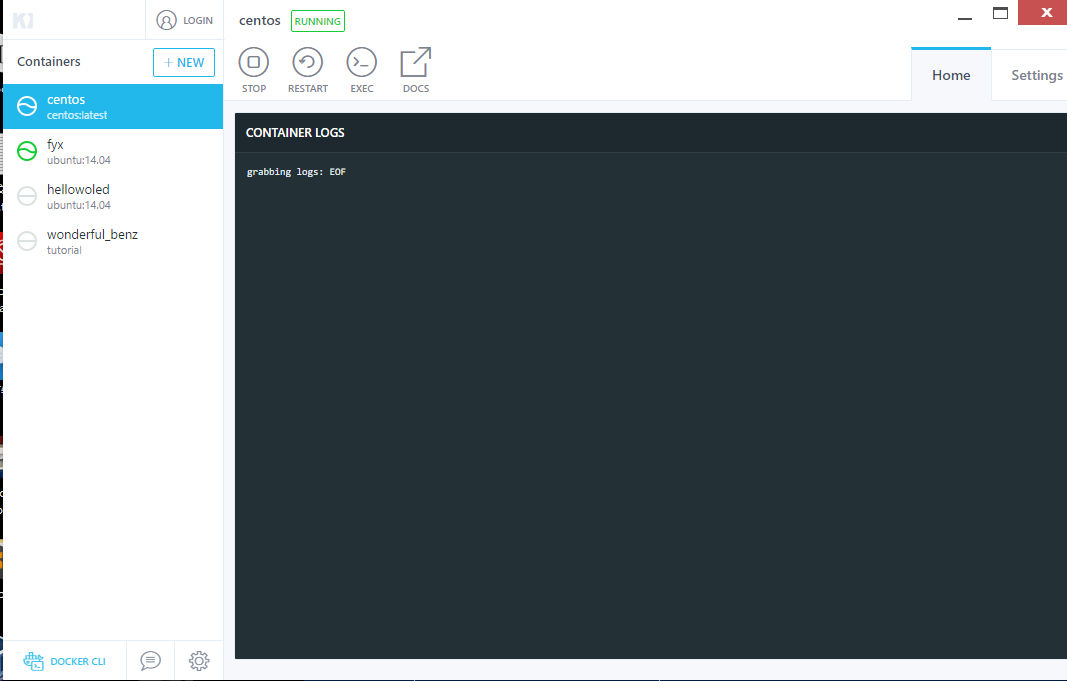 LOGIN
centos RUNNING
Containers
+ NEW
STOP RESTART EXEC DOCS
Home Settings
centos
centos:latest
fyx
ubuntu:14.04
hellowoled
ubuntu:14.04
wonderful_benz
tutorial
CONTAINER LOGS
grabbing logs: EOF
DOCKER CLI